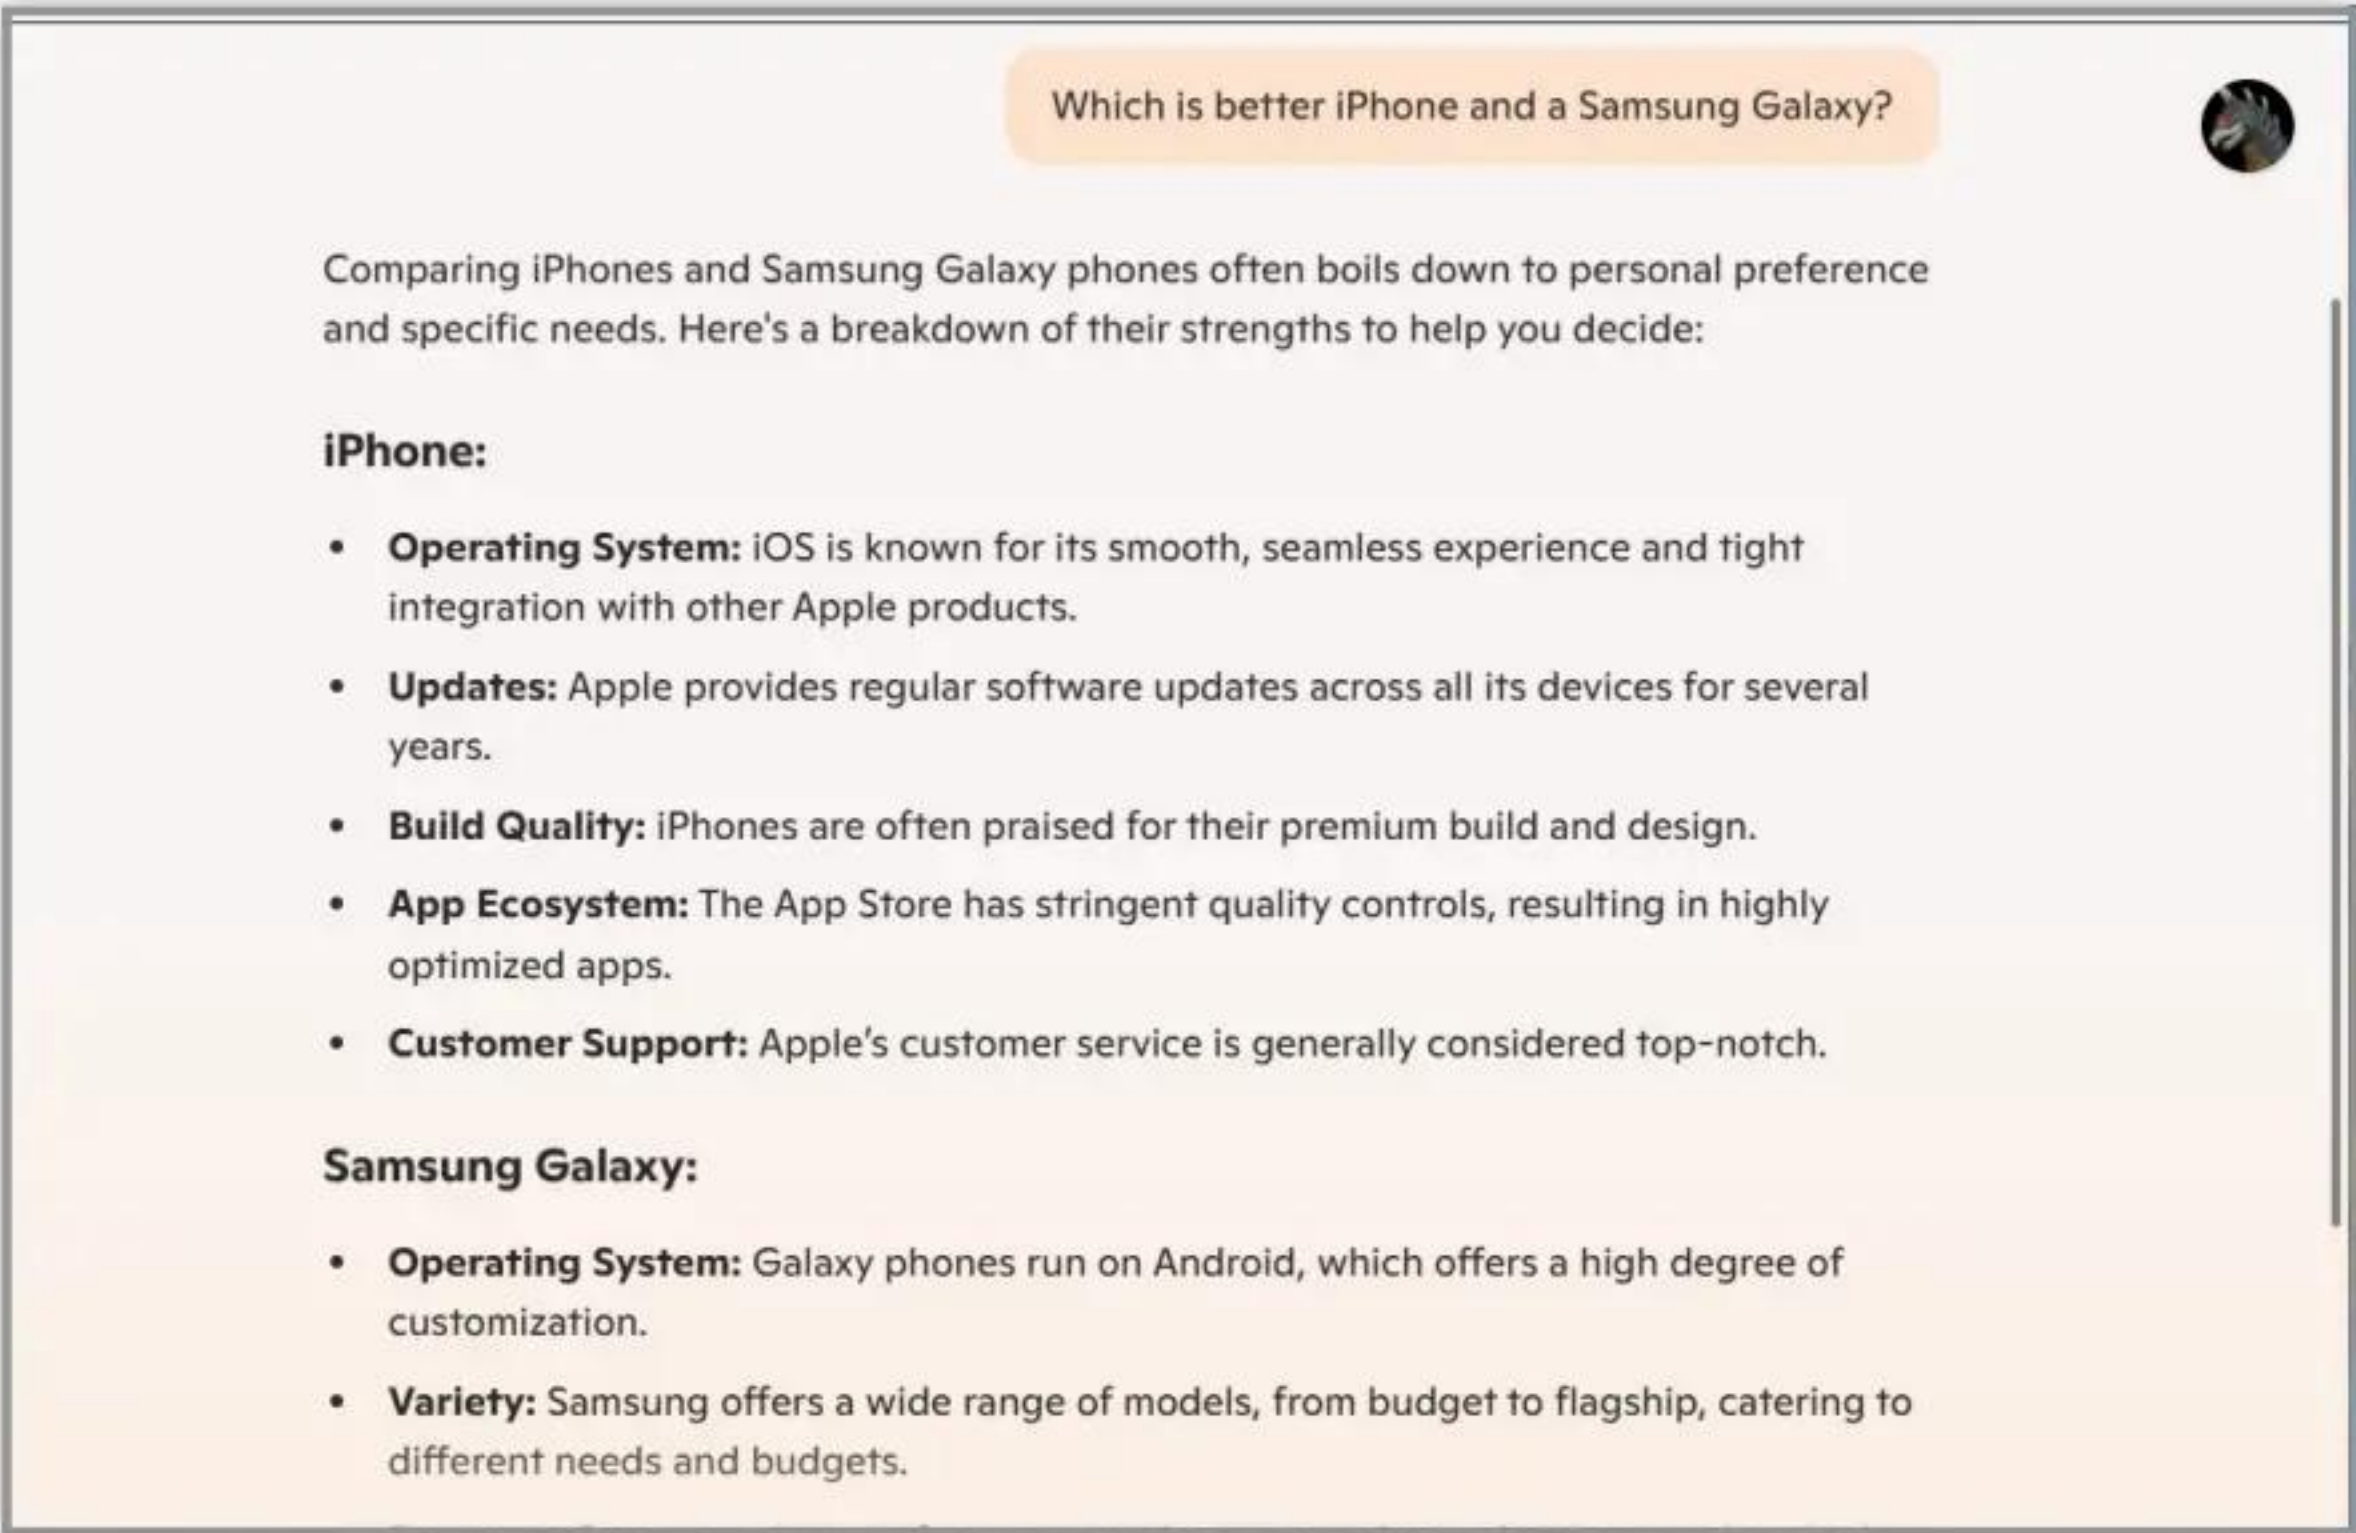 Which is better iPhone and a Samsung Galaxy?
Comparing iPhones and Samsung Galaxy phones often boils down to personal preference
and specific needs. Here's a breakdown of their strengths to help you decide:
iPhone:
• Operating System: iOS is known for its smooth, seamless experience and tight
integration with other Apple products.
• Updates: Apple provides regular software updates across all its devices for several
years.
• Build Quality: iPhones are often praised for their premium build and design.
• App Ecosystem: The App Store has stringent quality controls, resulting in highly
optimized apps.
• Customer Support: Apple’s customer service is generally considered top-notch.
Samsung Galaxy:
• Operating System: Galaxy phones run on Android, which offers a high degree of
customization.
• Variety: Samsung offers a wide range of models, from budget to flagship, catering to
different needs and budgets.